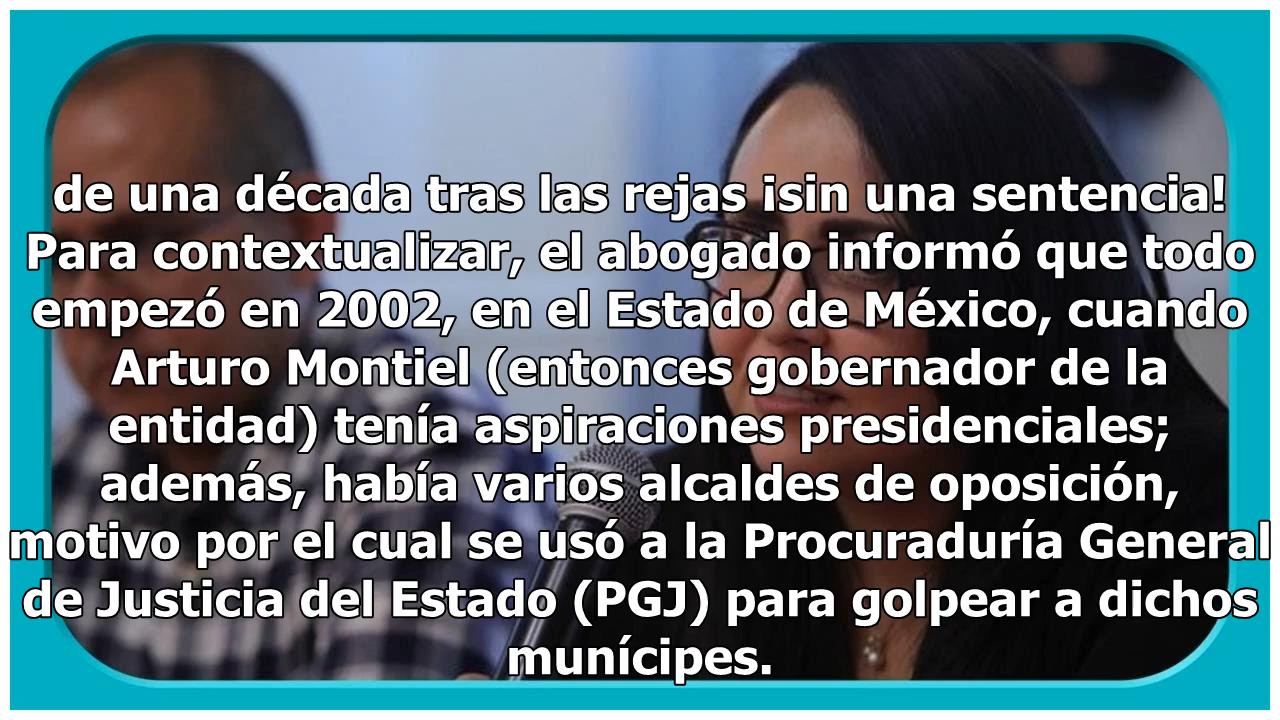 de una década tras las rejas ¡sin una sentencia!
Para contextualizar, el abogado informó que todo
empezó en 2002, en el Estado de México, cuando
Arturo Montiel (entonces gobernador de la
entidad) tenía aspiraciones presidenciales;
además, había varios alcaldes de oposición,
motivo por el cual se usó a la Procuraduría General
de Justicia del Estado (PGJ) para golpear a dichos
munícipes.